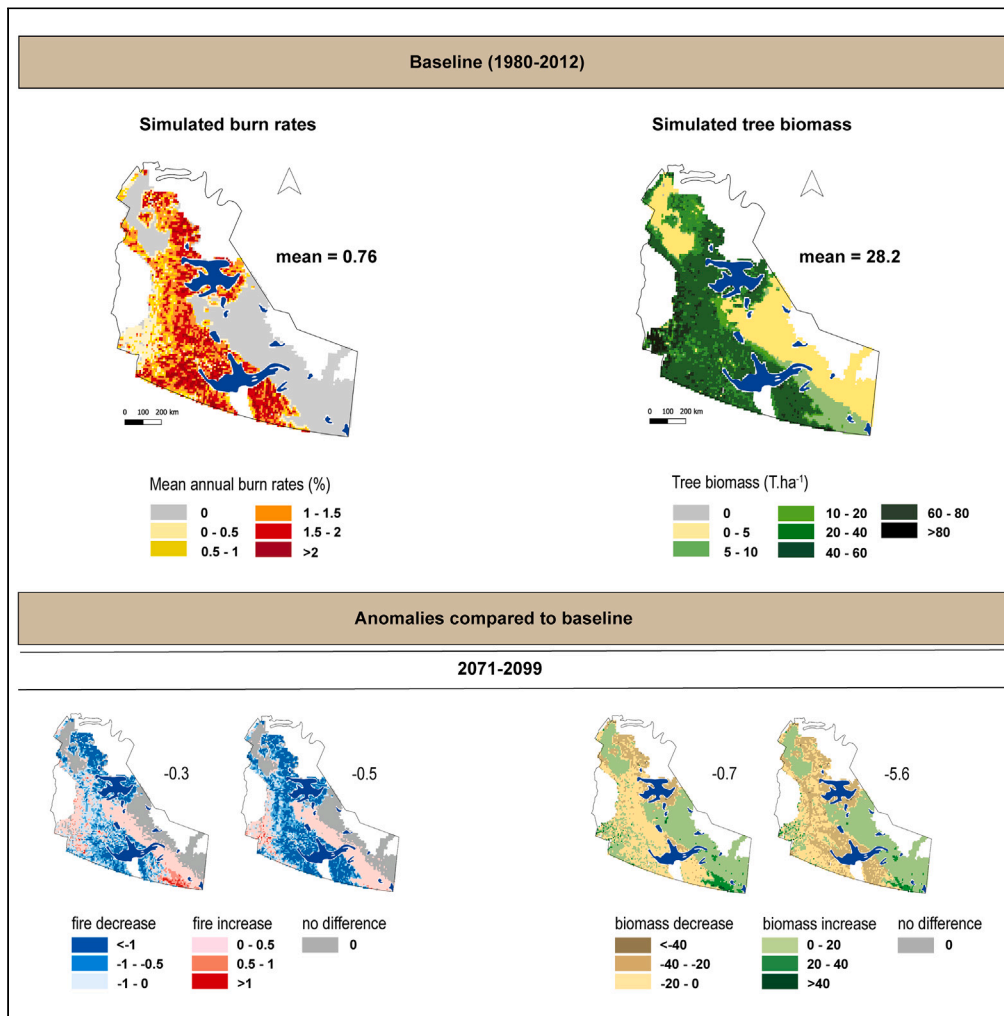 Baseline (1980-2012)
Simulated burn rates
Simulated tree biomass
mean = 0.76
mean = 28.2
0 100 200 km
0 100 200 km
Mean annual burn rates (%)
0
0 - 0.5
0.5 - 1
1 - 1.5
1.5 - 2
>2
Tree biomass (T.ha⁻¹)
0
0 - 5
5 - 10
10 - 20
20 - 40
40 - 60
60 - 80
>80
Anomalies compared to baseline
2071-2099
-0.3
-0.5
-0.7
-5.6
fire decrease
<-1
-1 - -0.5
-1 - 0
fire increase
0 - 0.5
0.5 - 1
>1
no difference
0
biomass decrease
<-40
-40 - -20
-20 - 0
biomass increase
0 - 20
20 - 40
>40
no difference
0